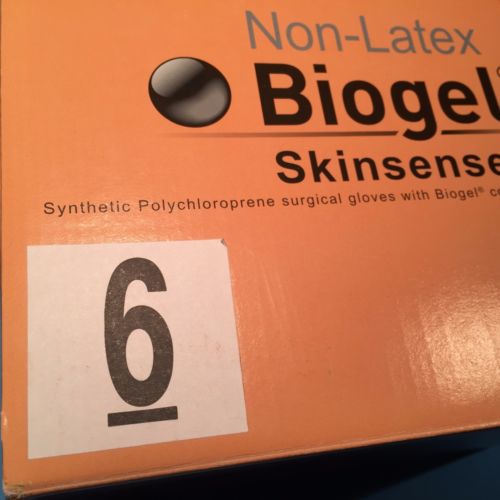 Non-Latex
Biogel
Skinsense
Synthetic Polychloroprene surgical gloves with Biogel®
6